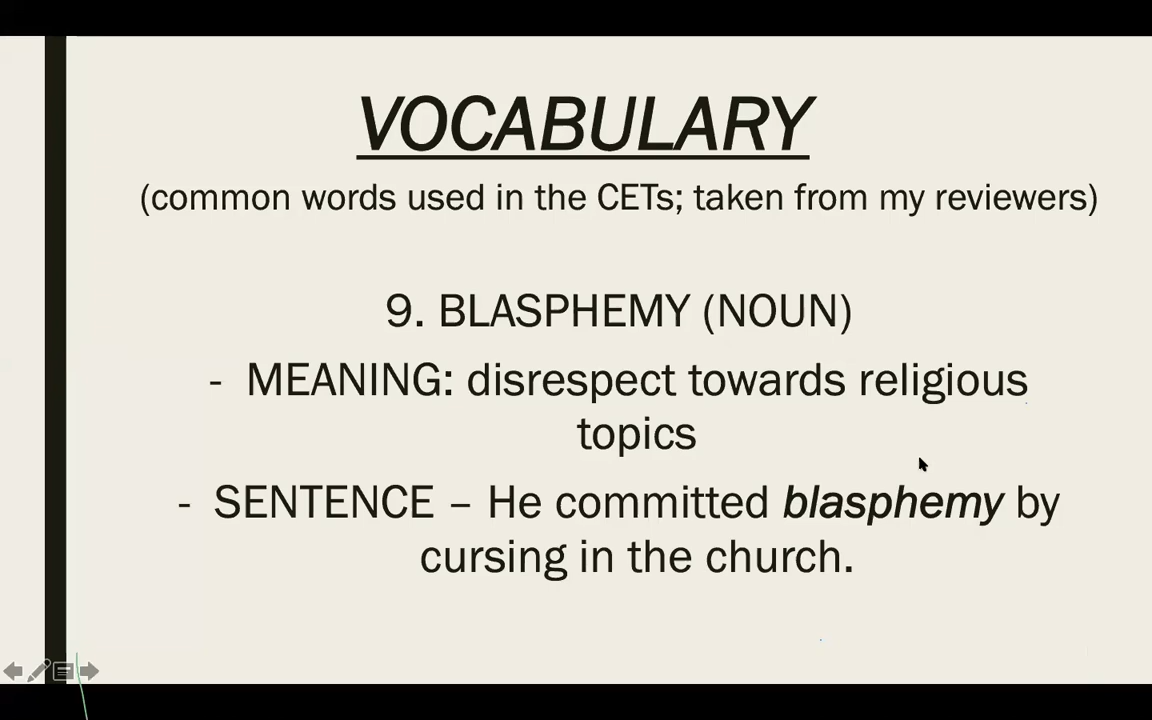 VOCABULARY
(common words used in the CETs; taken from my reviewers)
9. BLASPHEMY (NOUN)
- MEANING: disrespect towards religious
topics
- SENTENCE – He committed blasphemy by
cursing in the church.